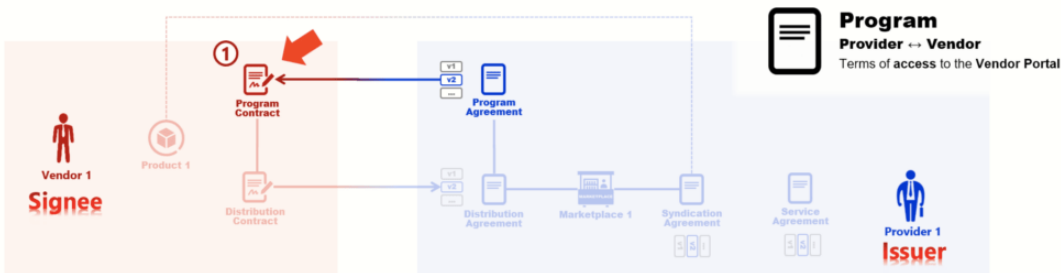 Program
Provider ↔ Vendor
Terms of access to the Vendor Portal
1
v1
v2
...
Program
Contract
Program
Agreement
Vendor 1
Signee
Product 1
v1
v2
...
Distribution
Contract
Distribution
Agreement
Marketplace 1
Syndication
Agreement
Service
Agreement
Provider 1
Issuer